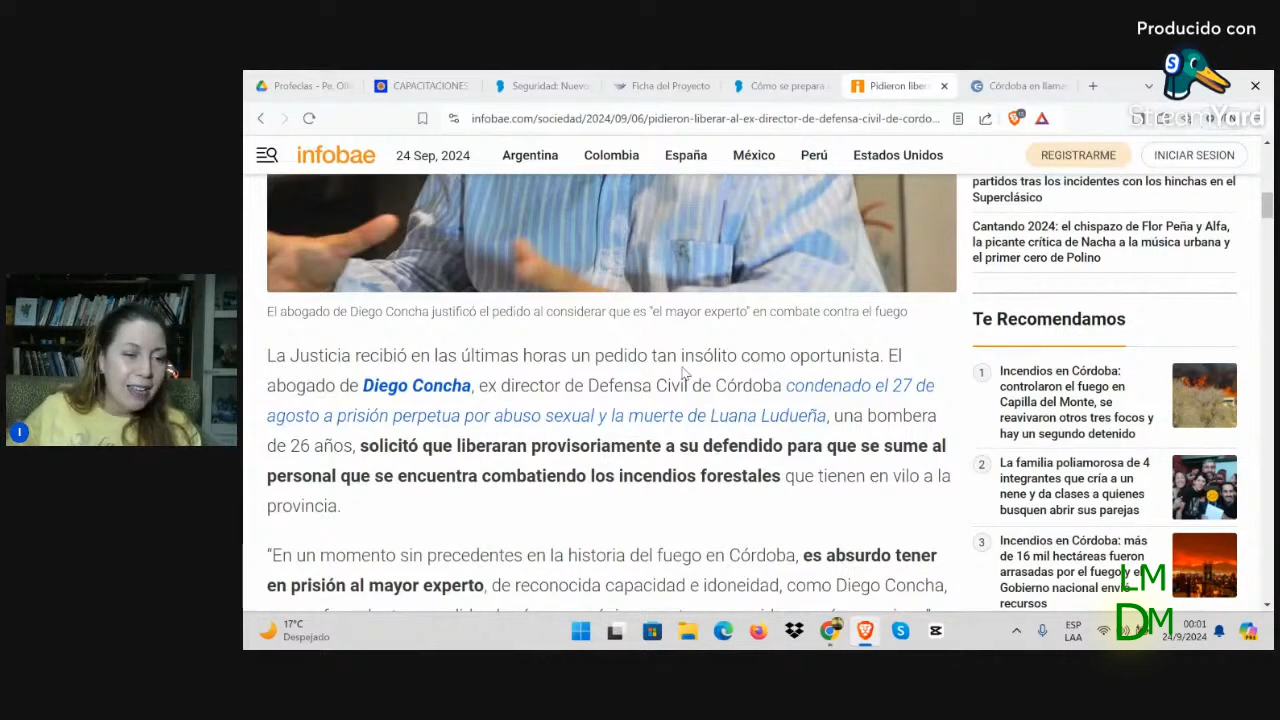 Producido con
StreamYard
Profecias - Pe. Oli
CAPACITACIONES
Seguridad: Nuevo
Ficha del Proyecto
Cómo se prepara
Pidieron liber
Córdoba en llam
infobae.com/sociedad/2024/09/06/pidieron-liberar-al-ex-director-de-defensa-civil-de-cordo...
infobae
24 Sep, 2024
Argentina
Colombia
España
México
Perú
Estados Unidos
REGISTRARME
INICIAR SESION
El abogado de Diego Concha justificó el pedido al considerar que es "el mayor experto" en combate contra el fuego
La Justicia recibió en las últimas horas un pedido tan insólito como oportunista. El
abogado de Diego Concha, ex director de Defensa Civil de Córdoba condenado el 27 de
agosto a prisión perpetua por abuso sexual y la muerte de Luana Ludueña, una bombera
de 26 años, solicitó que liberaran provisoriamente a su defendido para que se sume al
personal que se encuentra combatiendo los incendios forestales que tienen en vilo a la
provincia.
“En un momento sin precedentes en la historia del fuego en Córdoba, es absurdo tener
en prisión al mayor experto, de reconocida capacidad e idoneidad, como Diego Concha,
partidos tras los incidentes con los hinchas en el
Superclásico
Cantando 2024: el chispazo de Flor Peña y Alfa,
la picante crítica de Nacha a la música urbana y
el primer cero de Polino
Te Recomendamos
1
Incendios en Córdoba:
controlaron el fuego en
Capilla del Monte, se
reavivaron otros tres focos y
hay un segundo detenido
2
La familia poliamorosa de 4
integrantes que cría a un
nene y da clases a quienes
busquen abrir sus parejas
3
Incendios en Córdoba: más
de 16 mil hectáreas fueron
arrasadas por el fuego y el
Gobierno nacional envió
recursos
LM
DM
I
17°C
Despejado
ESP
LAA
00:01
24/9/2024